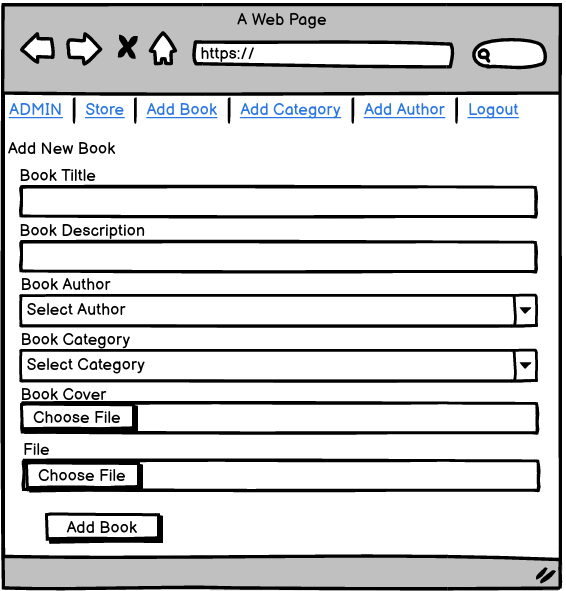 A Web Page
https://
ADMIN | Store | Add Book | Add Category | Add Author | Logout
Add New Book
Book Tiltle
Book Description
Book Author
Select Author
Book Category
Select Category
Book Cover
Choose File
File
Choose File
Add Book